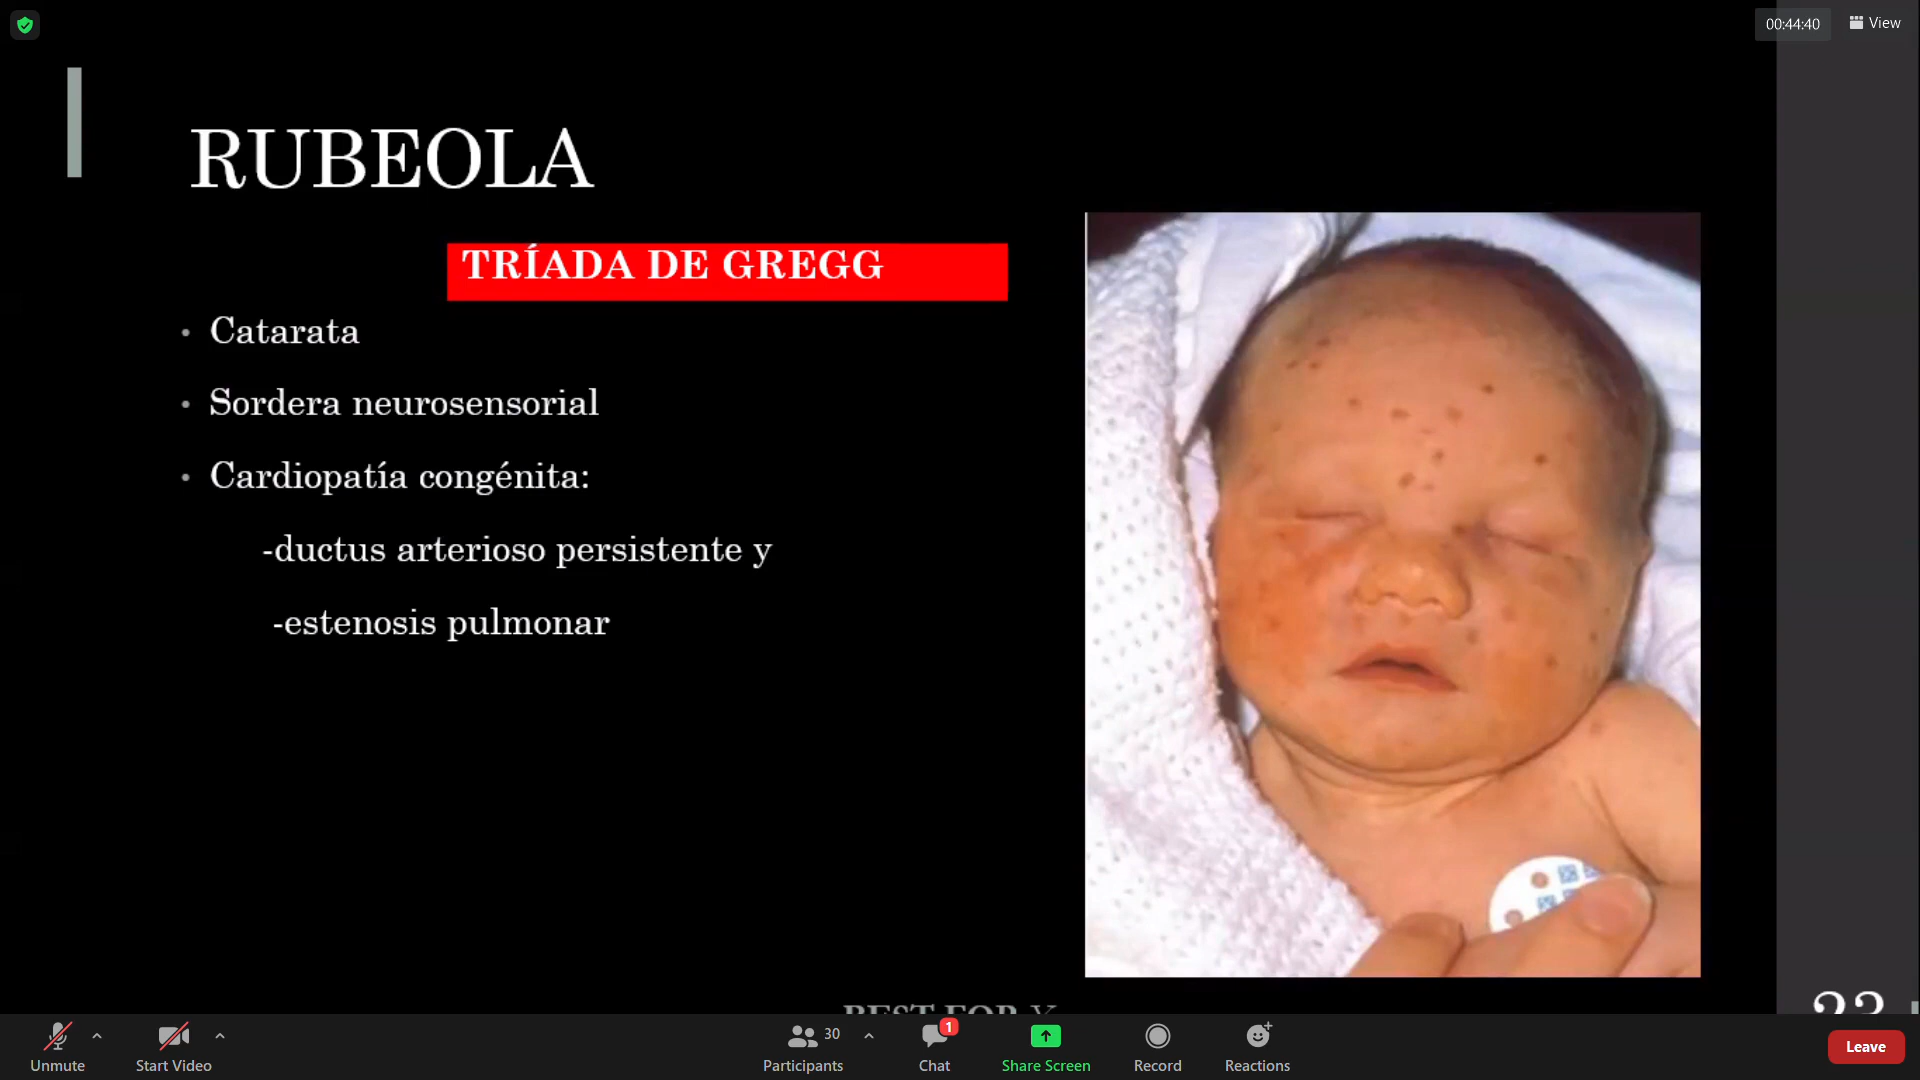 00:44:40 View
RUBEOLA
TRÍADA DE GREGG
• Catarata
• Sordera neurosensorial
• Cardiopatía congénita:
-ductus arterioso persistente y
-estenosis pulmonar
30
1
Unmute Start Video Participants Chat Share Screen Record Reactions Leave